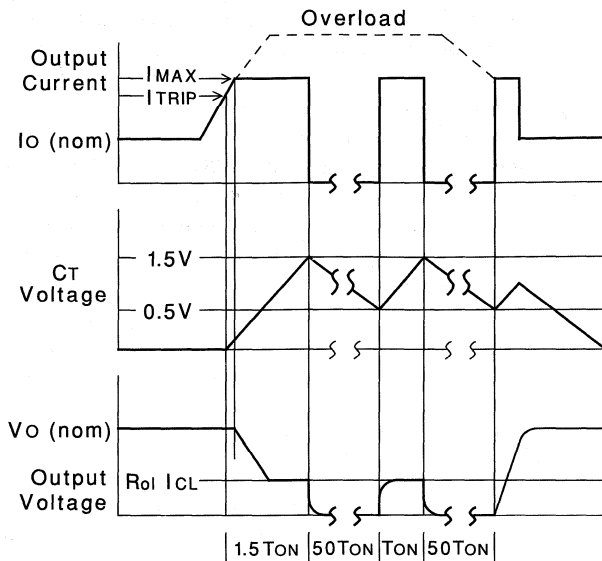 Overload
Output
Current
IMAX
ITRIP
IO (nom)
CT
Voltage
1.5V
0.5V
VO (nom)
Output
Voltage
Rol ICL
1.5TON
50TON
TON
50TON